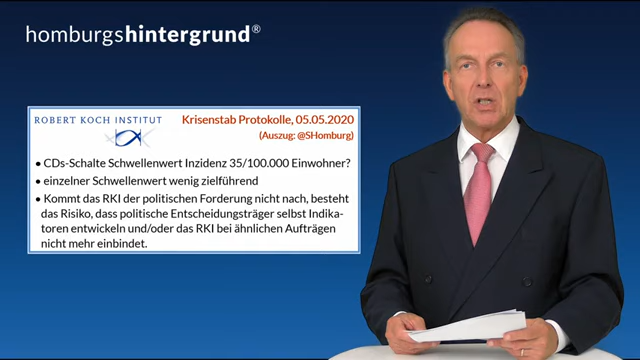 homburgshintergrund®
ROBERT KOCH INSTITUT
Krisenstab Protokolle, 05.05.2020
(Auszug: @SHomburg)
• CDs-Schalte Schwellenwert Inzidenz 35/100.000 Einwohner?
• einzelner Schwellenwert wenig zielführend
• Kommt das RKI der politischen Forderung nicht nach, besteht
das Risiko, dass politische Entscheidungsträger selbst Indika-
toren entwickeln und/oder das RKI bei ähnlichen Aufträgen
nicht mehr einbindet.